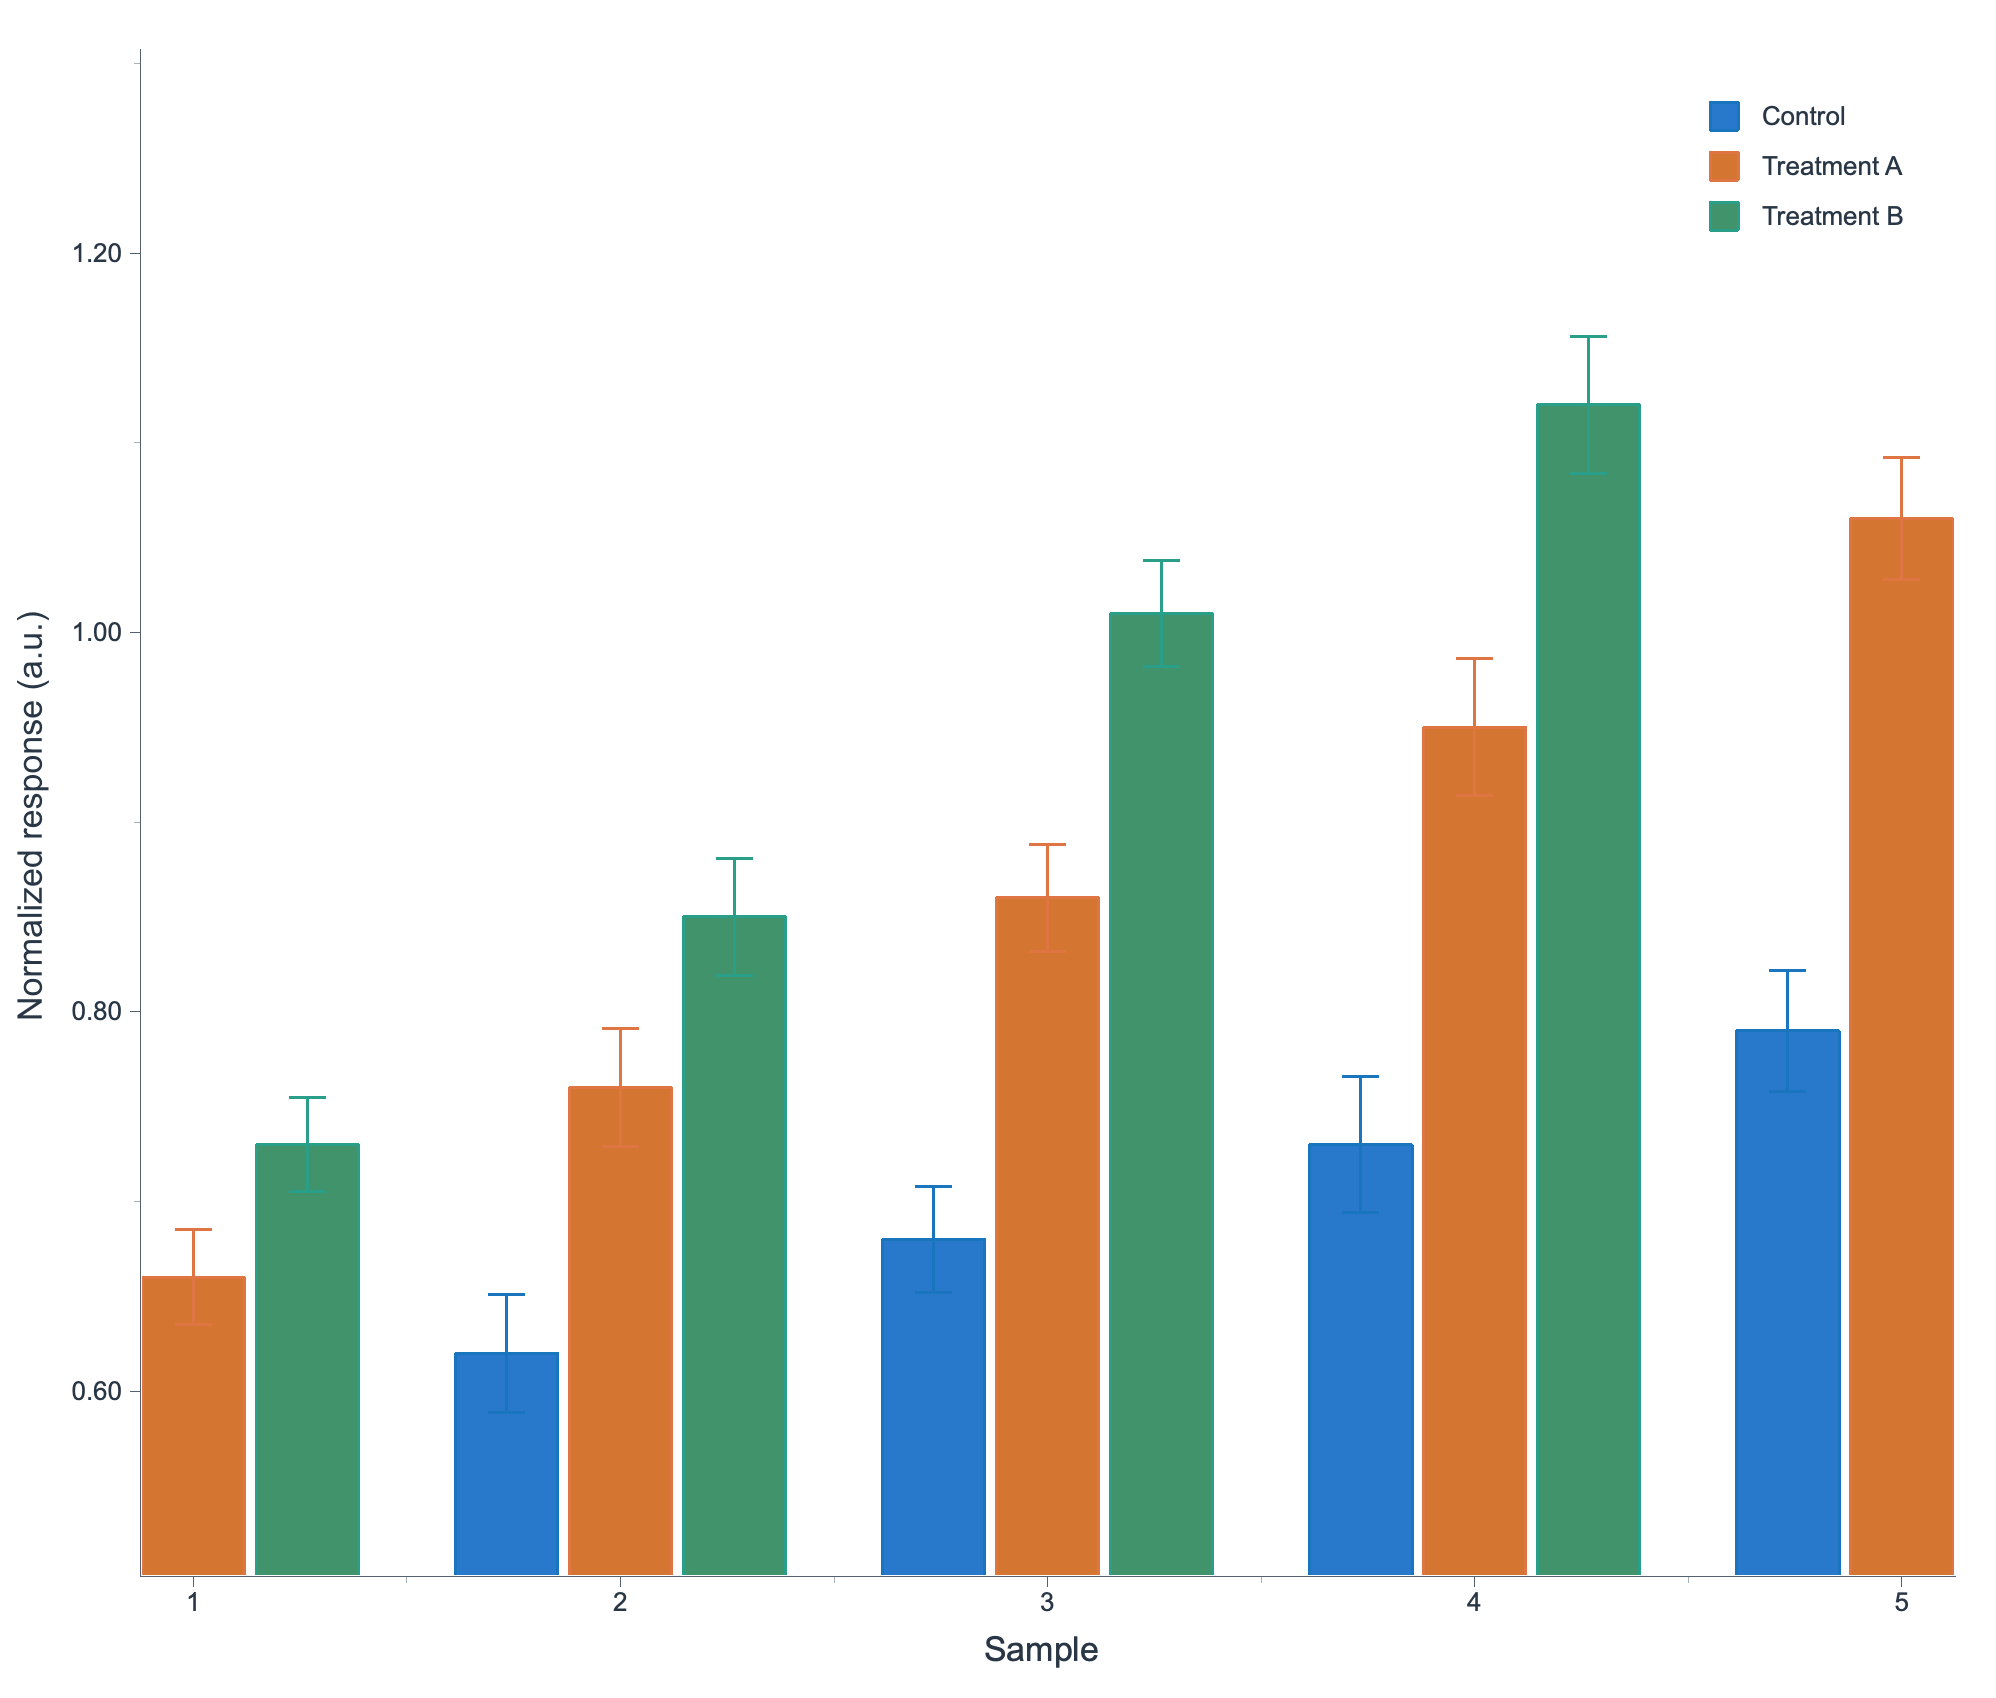 Control
Treatment A
Treatment B
1.20
1.00
0.80
0.60
Normalized response (a.u.)
1 2 3 4 5
Sample